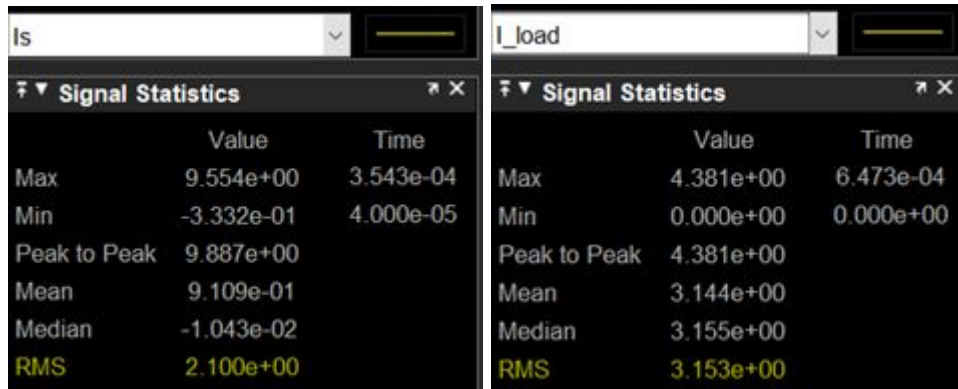 Is
Signal Statistics
Value Time
Max 9.554e+00 3.543e-04
Min -3.332e-01 4.000e-05
Peak to Peak 9.887e+00
Mean 9.109e-01
Median -1.043e-02
RMS 2.100e+00
I_load
Signal Statistics
Value Time
Max 4.381e+00 6.473e-04
Min 0.000e+00 0.000e+00
Peak to Peak 4.381e+00
Mean 3.144e+00
Median 3.155e+00
RMS 3.153e+00